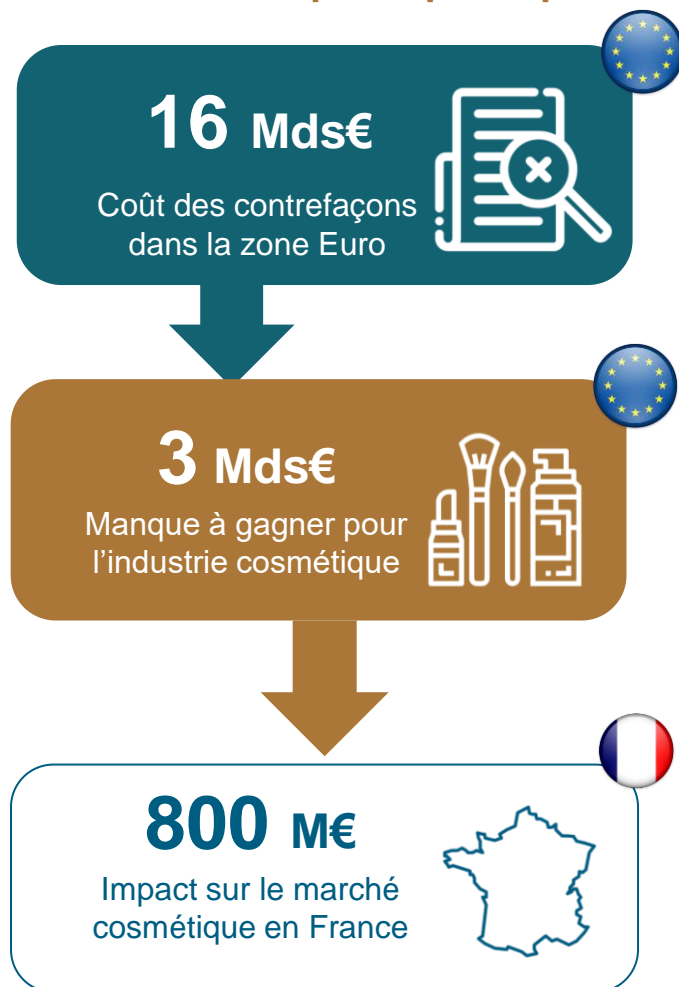 16 Mds€
Coût des contrefaçons
dans la zone Euro
3 Mds€
Manque à gagner pour
l’industrie cosmétique
800 M€
Impact sur le marché
cosmétique en France